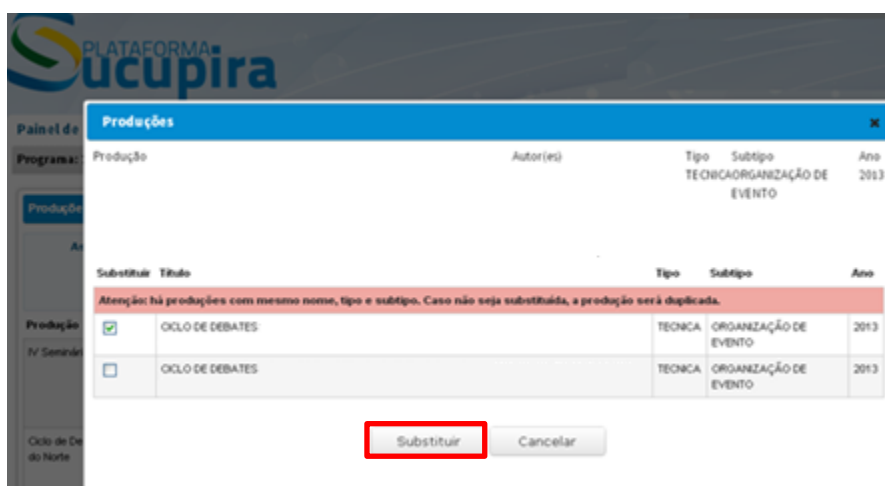 PLATAFORMA
Sucupira
Painel de
Produções
Programa:
Produção Autor(es) Tipo Subtipo Ano
TECNICA ORGANIZAÇÃO DE 2013
EVENTO
Substituir Título Tipo Subtipo Ano
Atenção: há produções com mesmo nome, tipo e subtipo. Caso não seja substituída, a produção será duplicada.
Produção
CICLO DE DEBATES TECNICA ORGANIZAÇÃO DE 2013
EVENTO
IV
CICLO DE DEBATES TECNICA ORGANIZAÇÃO DE 2013
EVENTO
Ciclo de
do Norte
Substituir Cancelar